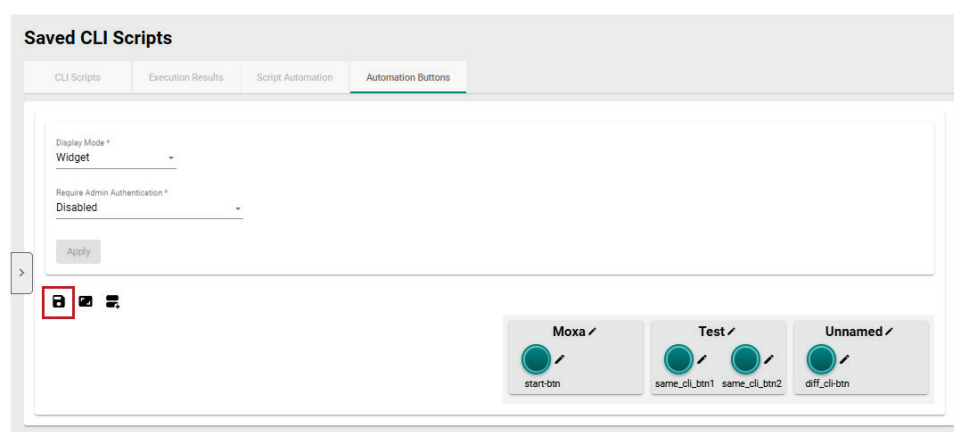 Saved CLI Scripts
CLI Scripts Execution Results Script Automation Automation Buttons
Display Mode *
Widget
Require Admin Authentication *
Disabled
Apply
Moxa Test Unnamed
start-btn same_cli_btn1 same_cli_btn2 diff_cli-btn